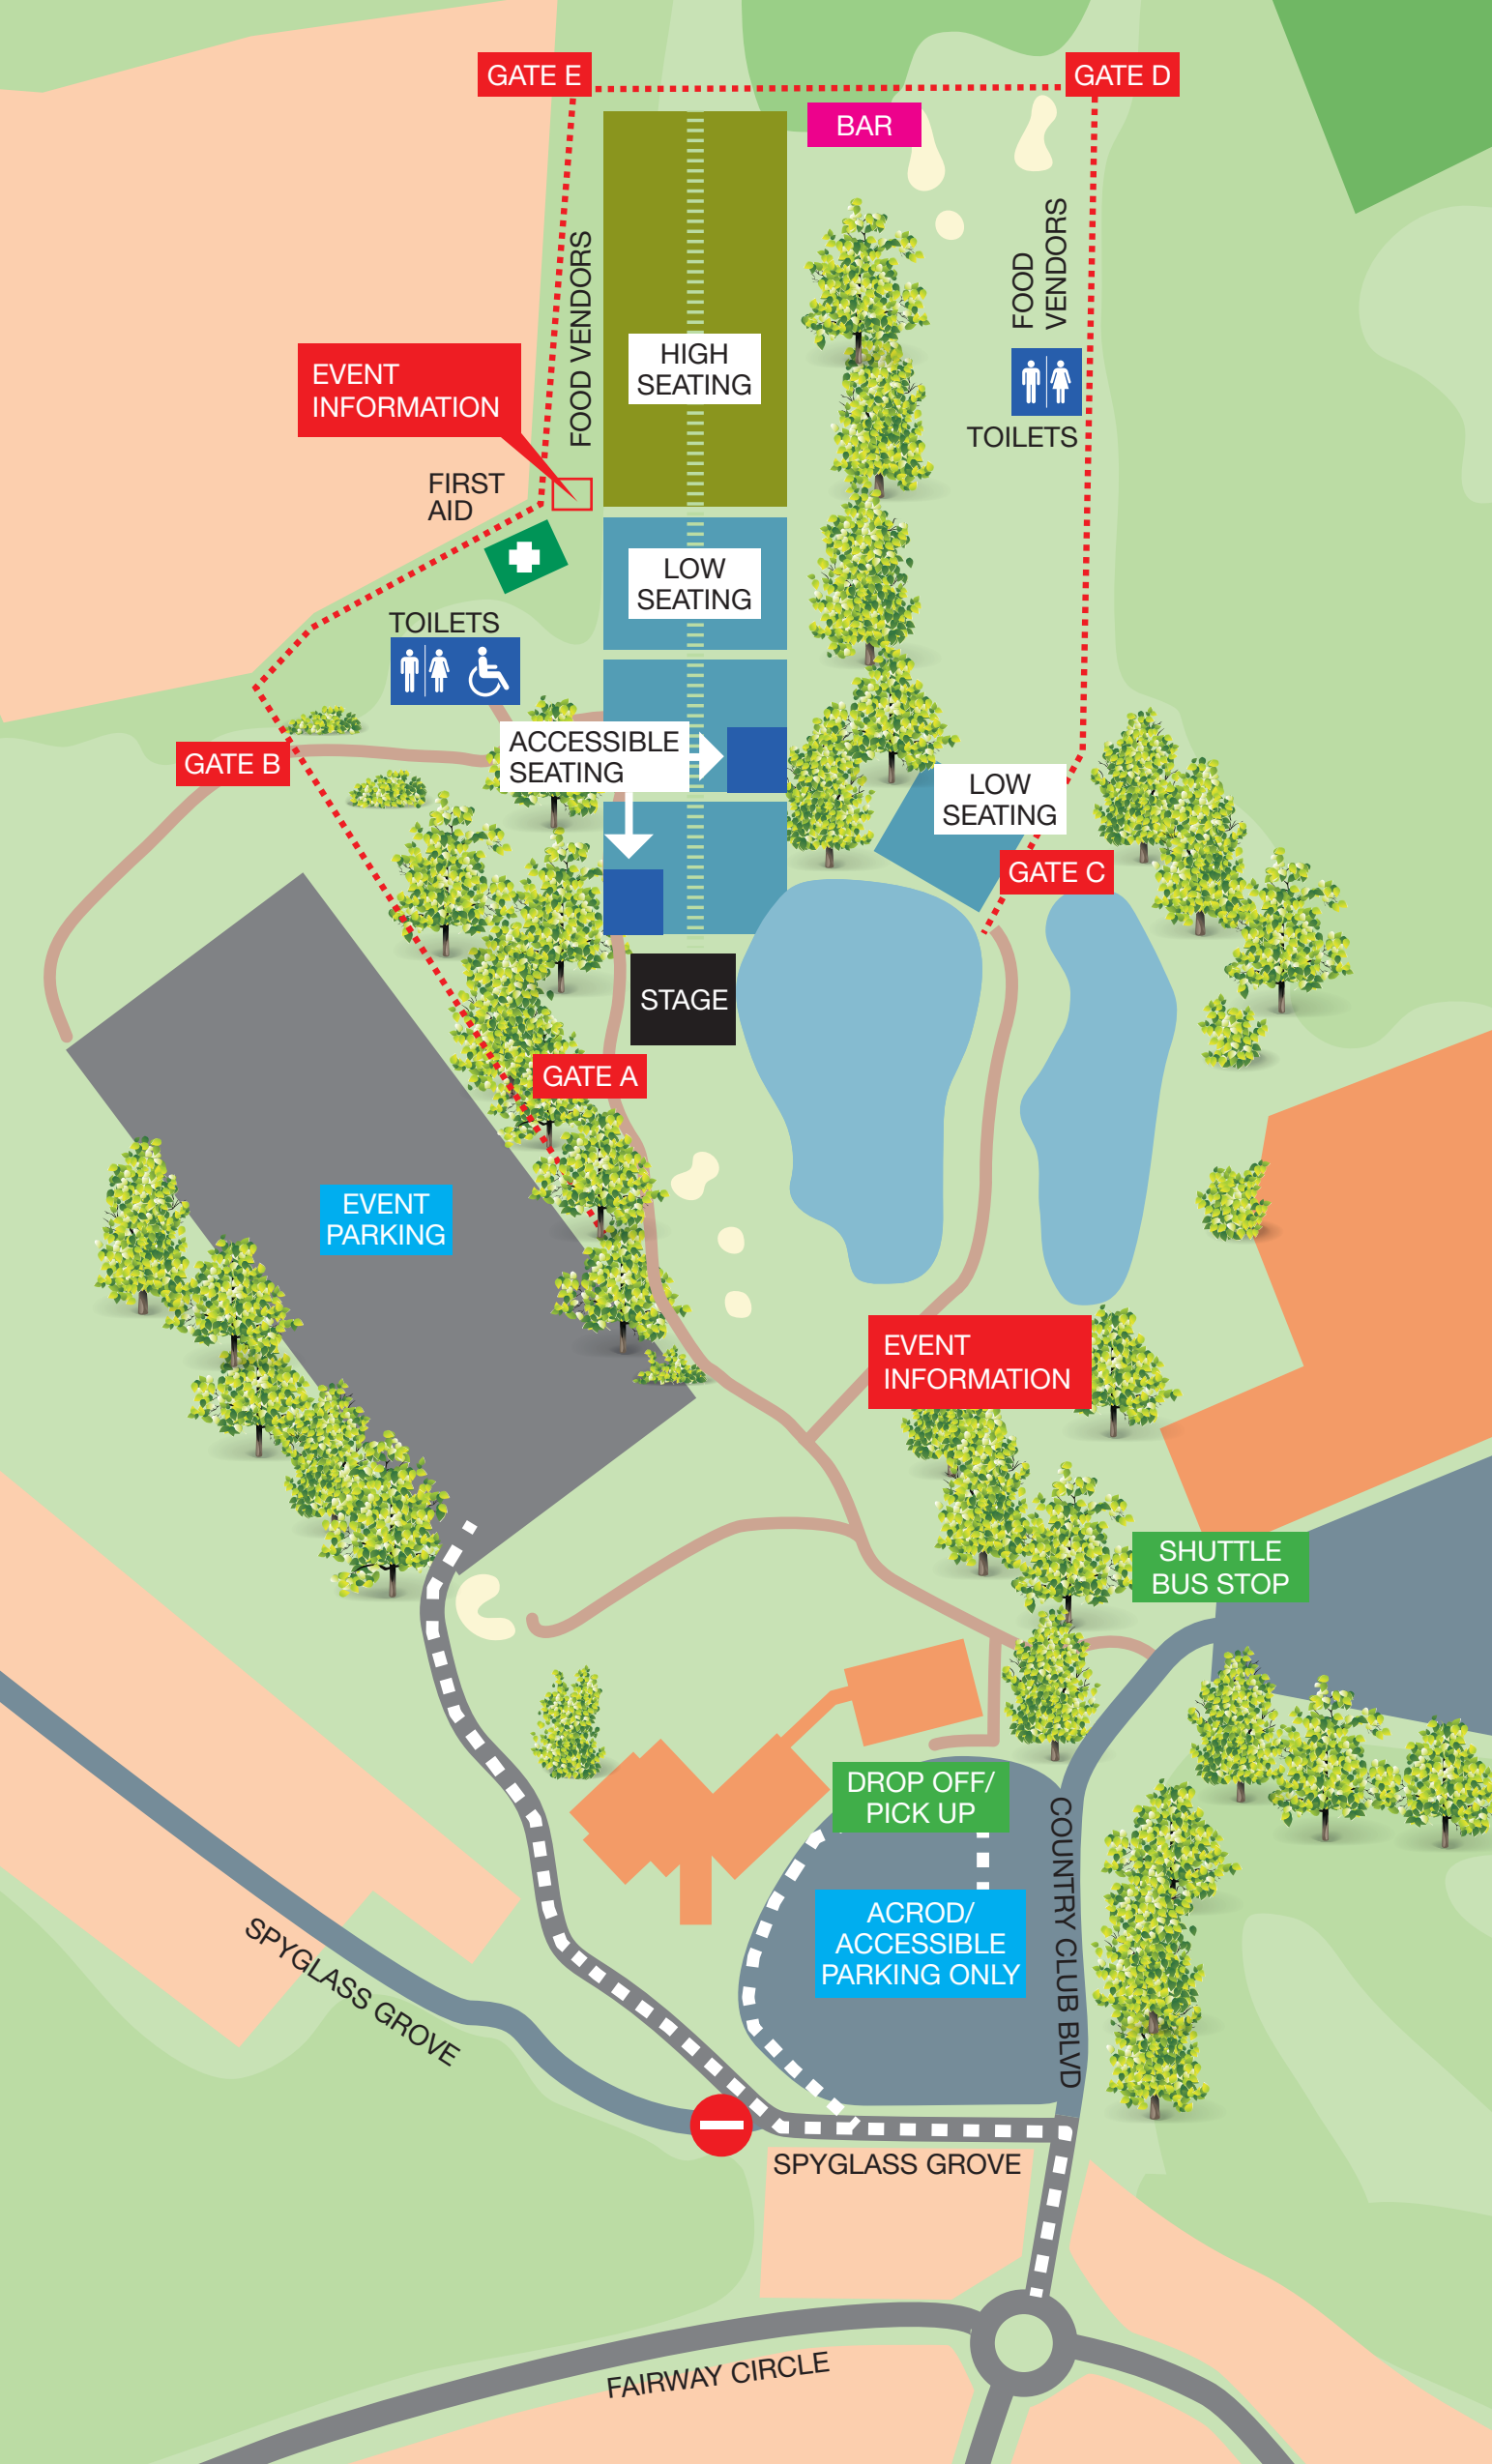 GATE E
GATE D
BAR
FOOD VENDORS
FOOD
VENDORS
HIGH
SEATING
EVENT
INFORMATION
TOILETS
FIRST
AID
LOW
SEATING
TOILETS
ACCESSIBLE
SEATING
GATE B
LOW
SEATING
GATE C
STAGE
GATE A
EVENT
PARKING
EVENT
INFORMATION
SHUTTLE
BUS STOP
DROP OFF/
PICK UP
COUNTRY CLUB BLVD
ACROD/
ACCESSIBLE
PARKING ONLY
SPYGLASS GROVE
SPYGLASS GROVE
FAIRWAY CIRCLE